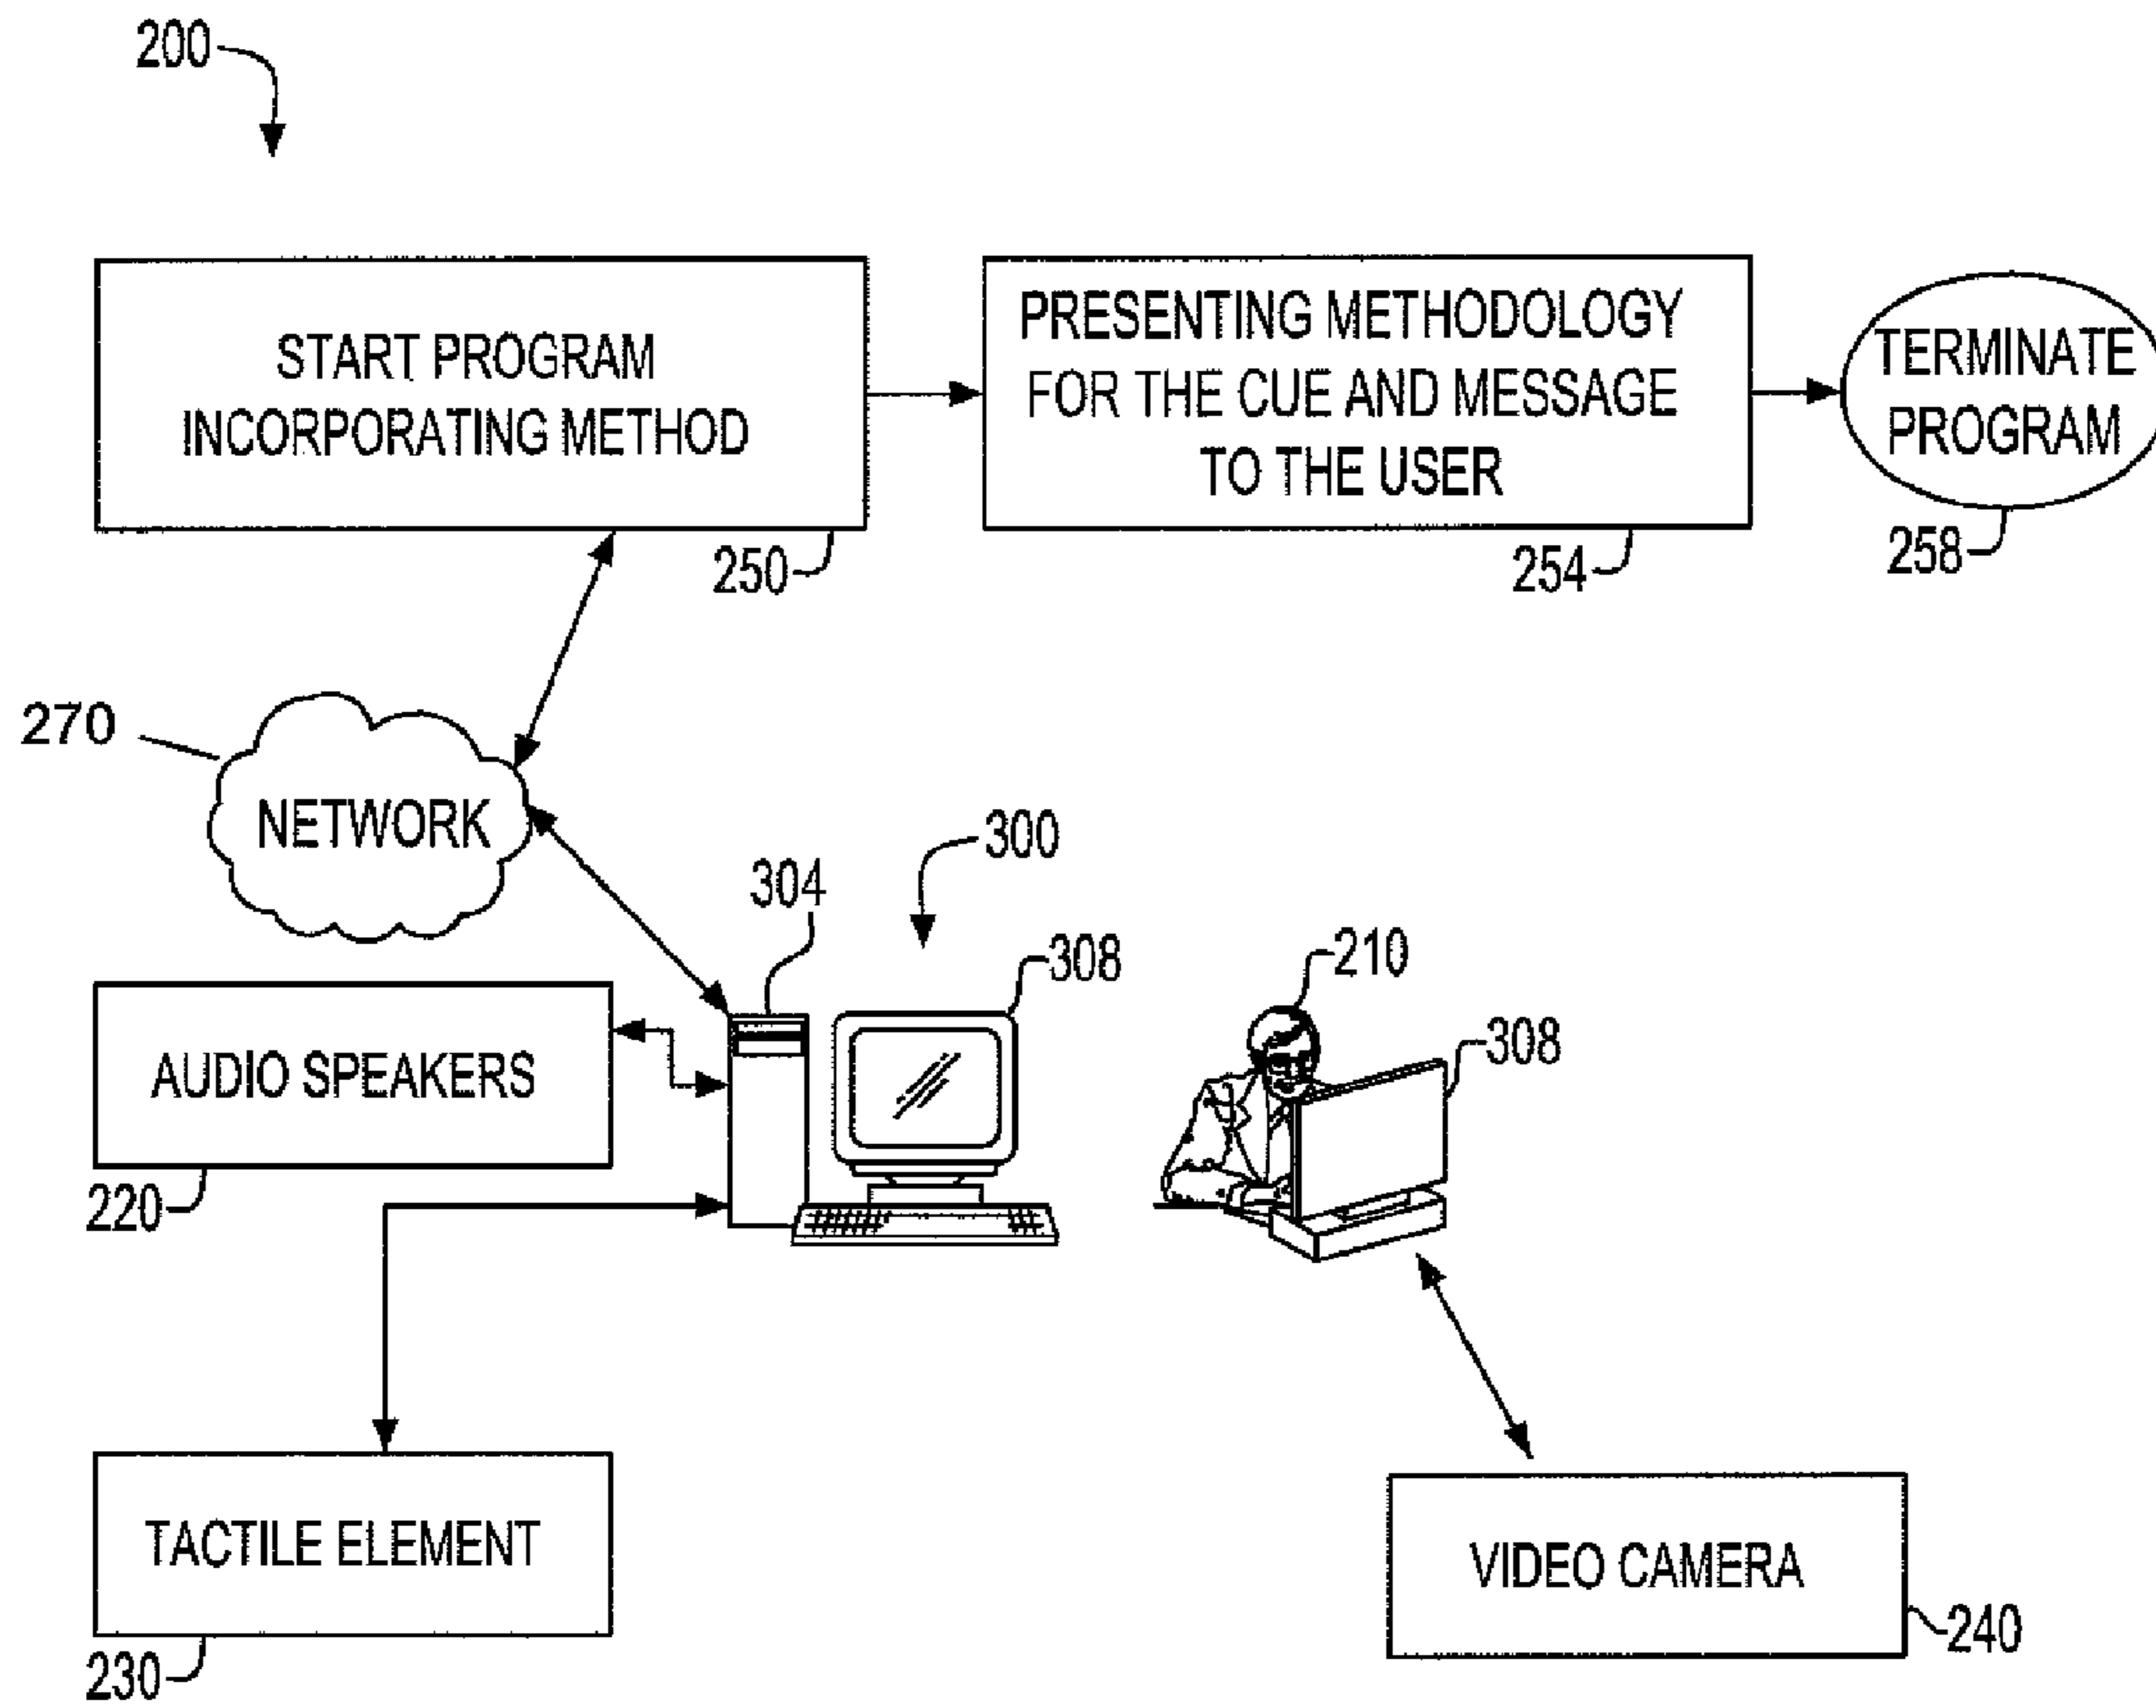 200
START PROGRAM
INCORPORATING METHOD
250
PRESENTING METHODOLOGY
FOR THE CUE AND MESSAGE
TO THE USER
254
TERMINATE
PROGRAM
258
270
NETWORK
300
304
308
210
308
AUDIO SPEAKERS
220
TACTILE ELEMENT
230
VIDEO CAMERA
240